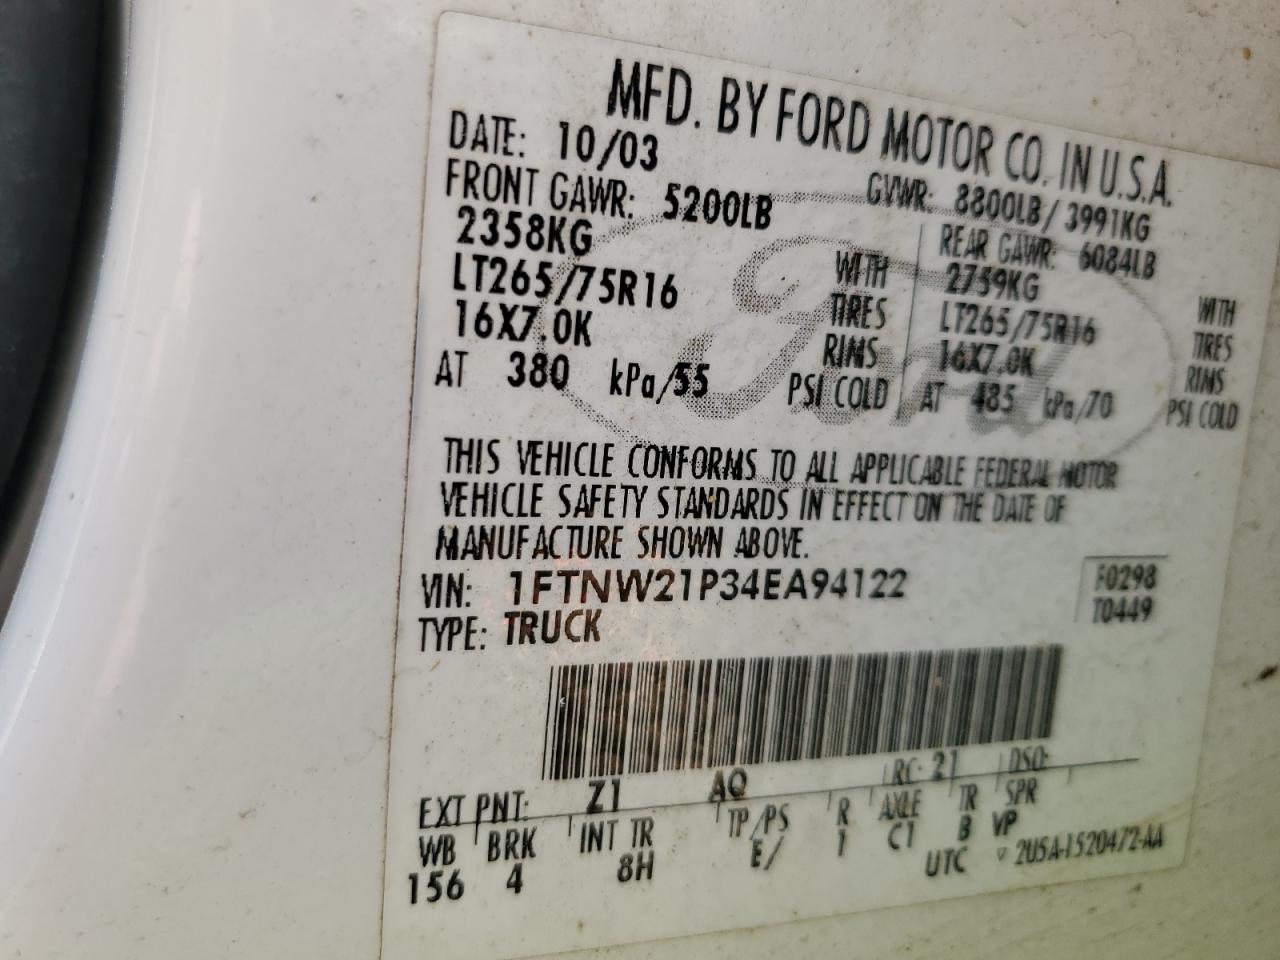 MFD. BY FORD MOTOR CO. IN U.S.A.
DATE: 10/03 GVWR: 8800LB/ 3991KG
FRONT GAWR: 5200LB REAR GAWR: 6084LB
2358KG WITH 2759KG WITH
LT265/75R16 TIRES LT265/75R16 TIRES
16X7.0K RIMS 16X7.0K RIMS
AT 380 kPa/55 PSI COLD AT 485 kPa/70 PSI COLD
Ford
THIS VEHICLE CONFORMS TO ALL APPLICABLE FEDERAL MOTOR
VEHICLE SAFETY STANDARDS IN EFFECT ON THE DATE OF
MANUFACTURE SHOWN ABOVE.
VIN: 1FTNW21P34EA94122 F0298
TYPE: TRUCK T0449
EXT PNT: Z1 AQ RC: 21 DSO:
WB BRK INT TR TP/PS R AXLE TR SPR
156 4 8H E/ 1 C1 B VP
UTC ▽ 2U5A-1520472-AA